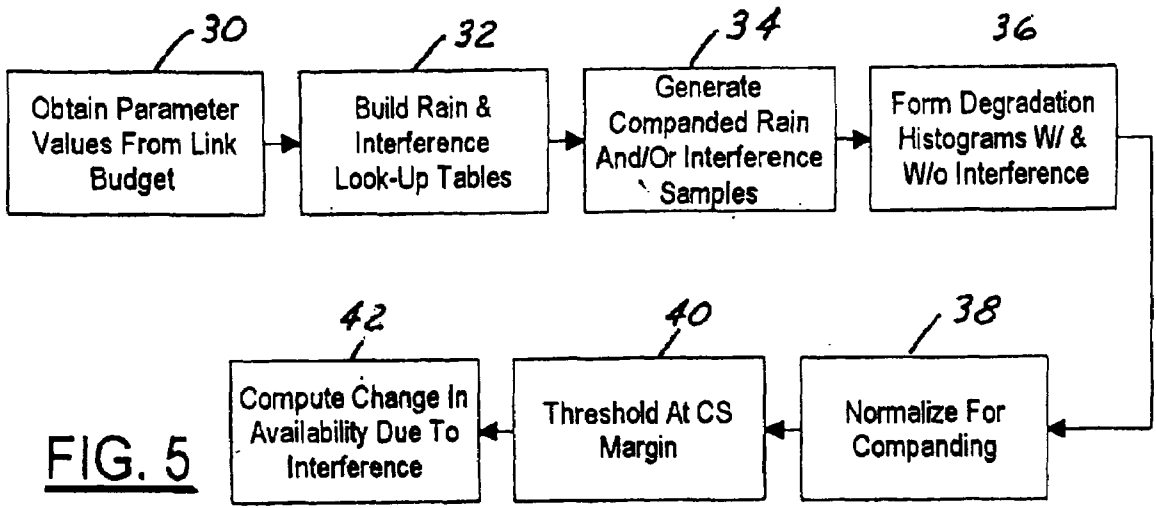 30
Obtain Parameter
Values From Link
Budget
32
Build Rain &
Interference
Look-Up Tables
34
Generate
Companded Rain
And/Or Interference
Samples
36
Form Degradation
Histograms W/ &
W/o Interference
38
Normalize For
Companding
40
Threshold At CS
Margin
42
Compute Change In
Availability Due To
Interference
FIG. 5